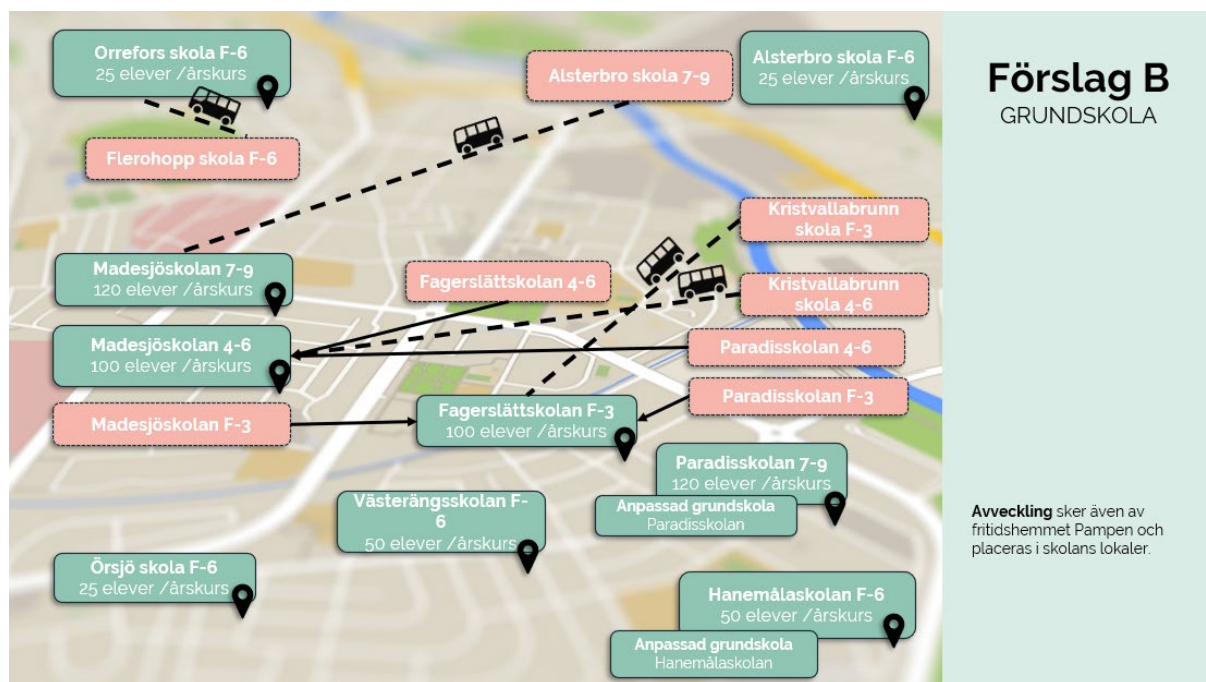 Orrefors skola F-6
25 elever /årskurs
Alsterbro skola 7-9
Alsterbro skola F-6
25 elever /årskurs
Flerohopp skola F-6
Kristvallabrunn
skola F-3
Madesjöskolan 7-9
120 elever /årskurs
Fagerslättskolan 4-6
Kristvallabrunn
skola 4-6
Madesjöskolan 4-6
100 elever /årskurs
Paradisskolan 4-6
Madesjöskolan F-3
Fagerslättskolan F-3
100 elever /årskurs
Paradisskolan F-3
Paradisskolan 7-9
120 elever /årskurs
Anpassad grundskola
Paradisskolan
Västerängsskolan F-
6
50 elever /årskurs
Örsjö skola F-6
25 elever /årskurs
Hanemålaskolan F-6
50 elever /årskurs
Anpassad grundskola
Hanemålaskolan
Förslag B
GRUNDSKOLA
Avveckling sker även av
fritidshemmet Pampen och
placeras i skolans lokaler.